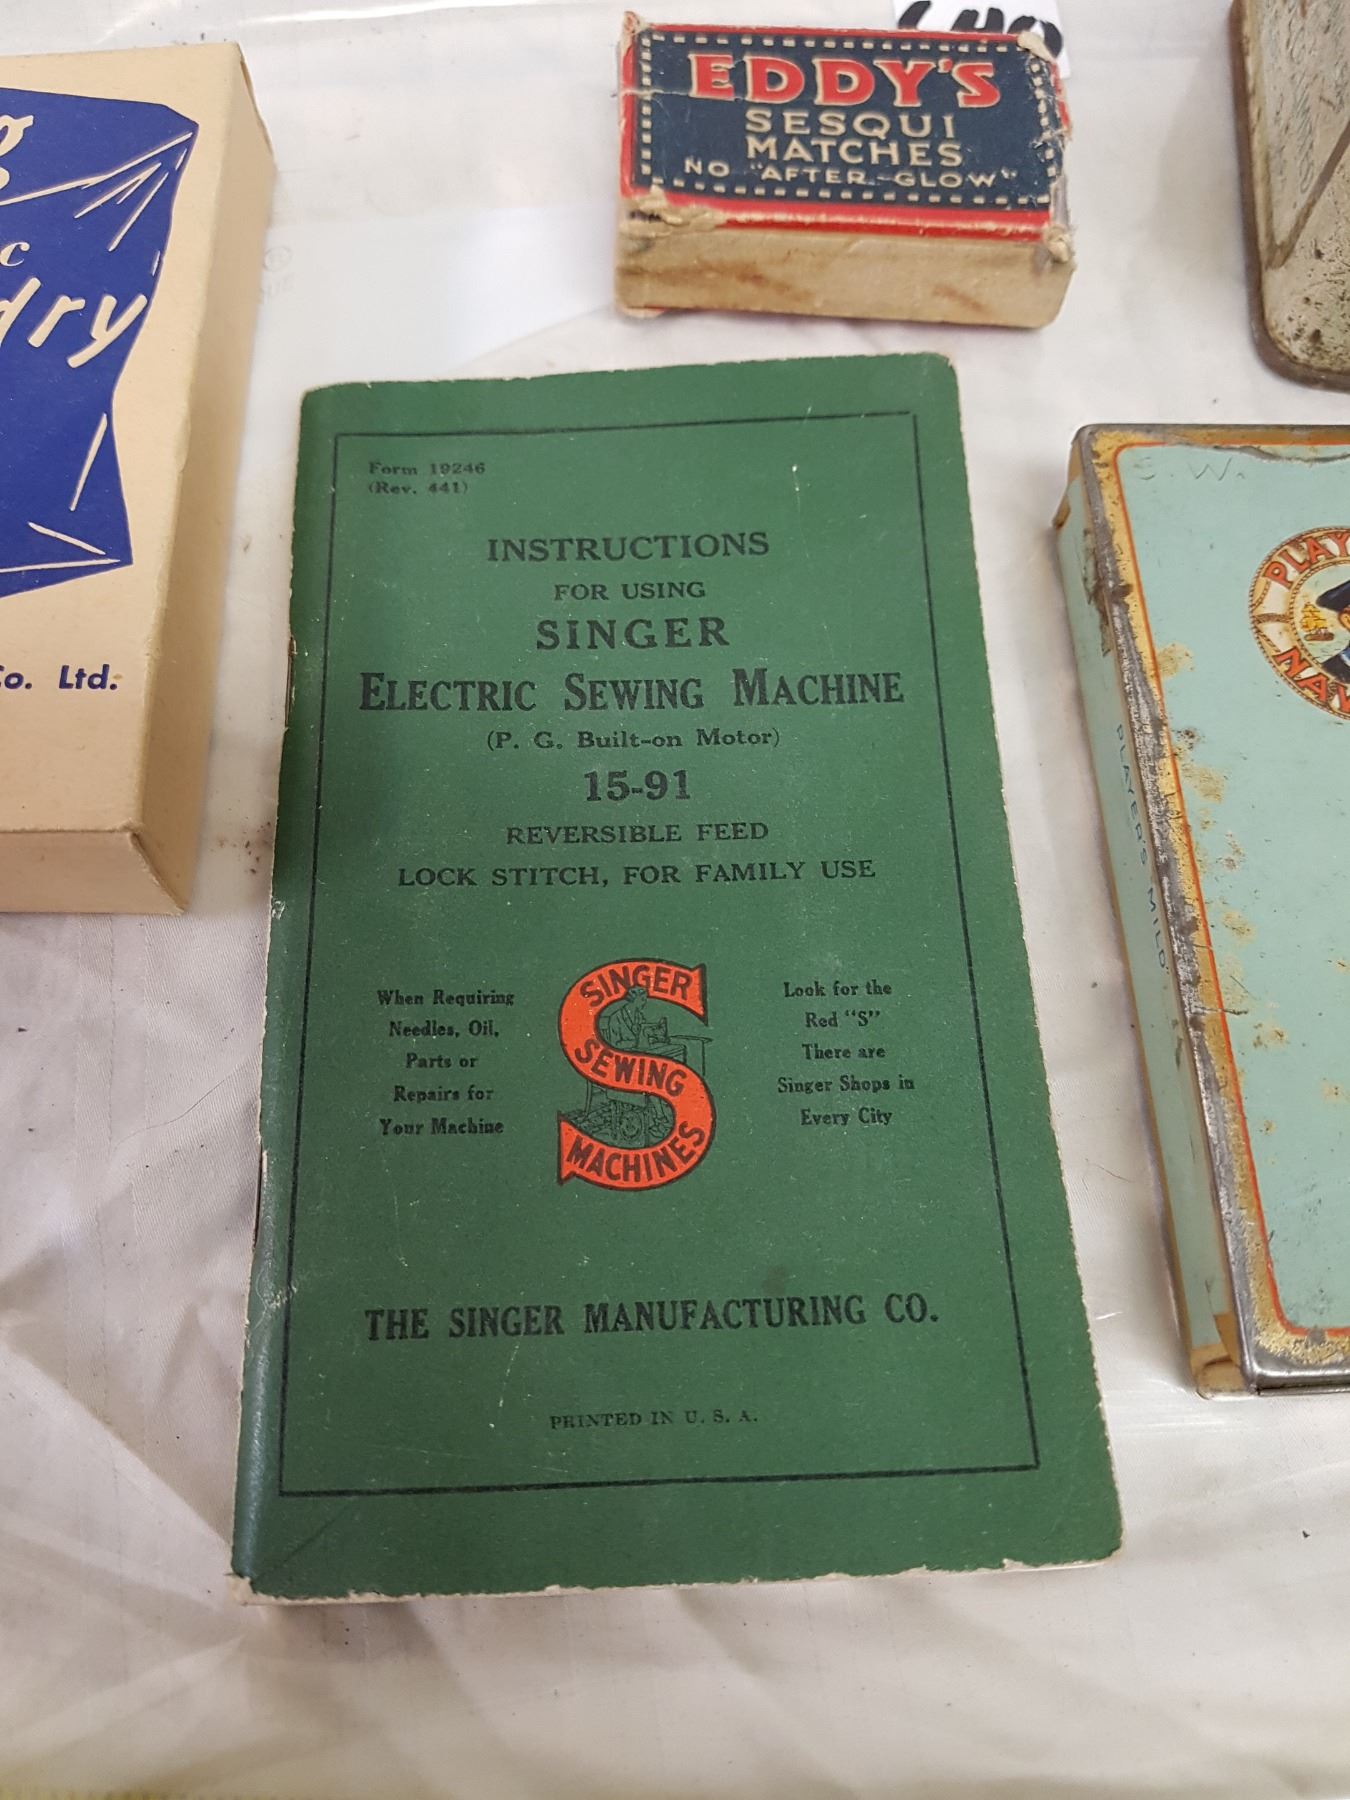 EDDY'S
SESQUI
MATCHES
NO "AFTER-GLOW"
dry
Co. Ltd.
Form 19246
(Rev. 441)
INSTRUCTIONS
FOR USING
SINGER
ELECTRIC SEWING MACHINE
(P. G. Built-on Motor)
15-91
REVERSIBLE FEED
LOCK STITCH, FOR FAMILY USE
When Requiring
Needles, Oil,
Parts or
Repairs for
Your Machine
SINGER
SEWING
MACHINES
Look for the
Red "S"
There are
Singer Shops in
Every City
THE SINGER MANUFACTURING CO.
PRINTED IN U. S. A.
PLAY
NAV
PLAYER'S MILD